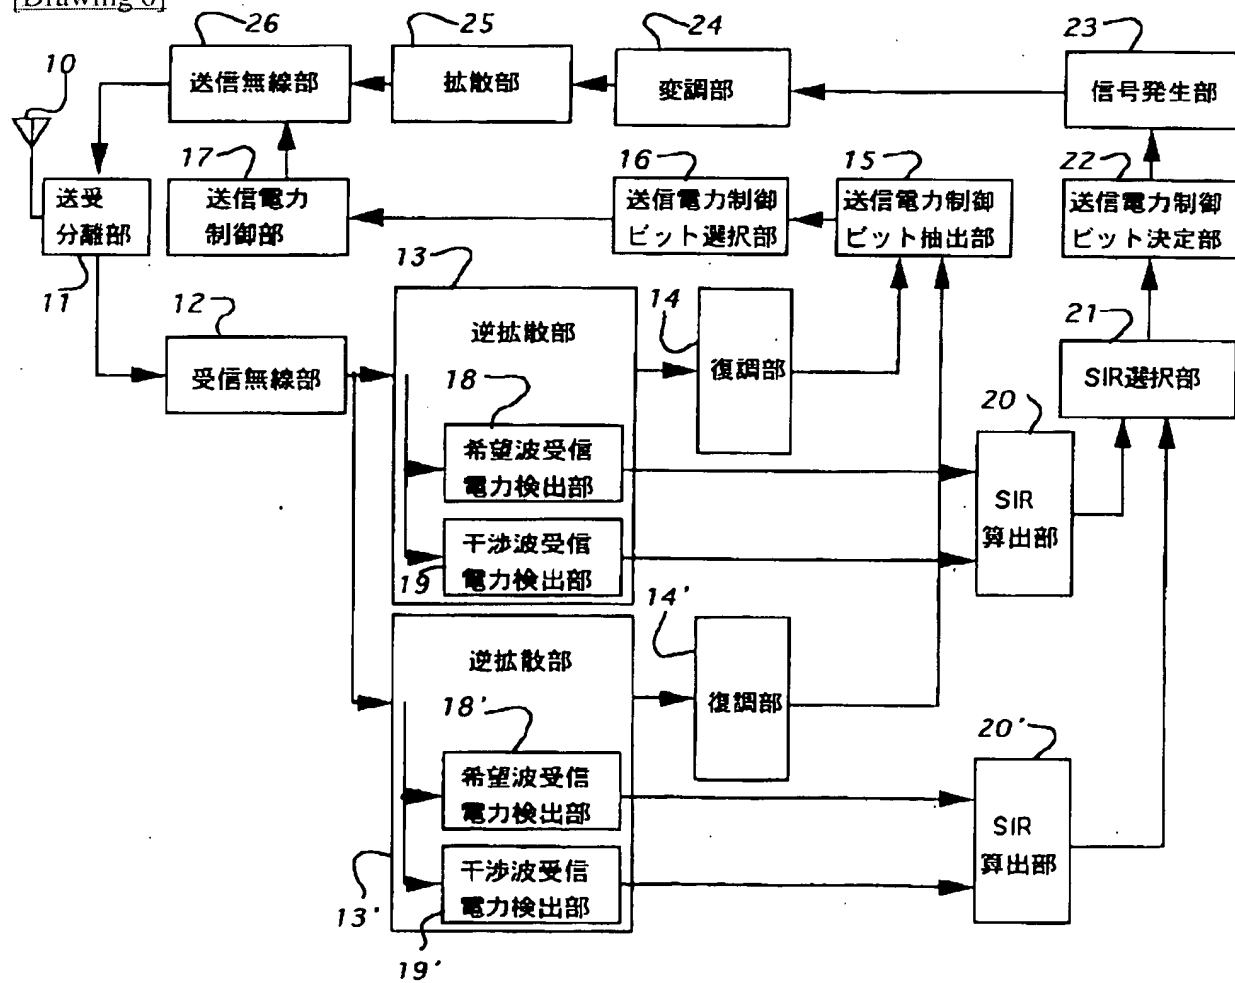 [Drawing 6]
26
25
24
23
10
送信無線部
拡散部
変調部
信号発生部
17
16
15
22
送受
分離部
送信電力
制御部
送信電力制御
ビット選択部
送信電力制御
ビット抽出部
送信電力制御
ビット決定部
11
12
13
14
21
受信無線部
逆拡散部
復調部
SIR選択部
18
20
希望波受信
電力検出部
SIR
算出部
19
干渉波受信
電力検出部
14'
逆拡散部
復調部
18'
20'
希望波受信
電力検出部
SIR
算出部
干渉波受信
電力検出部
13'
19'